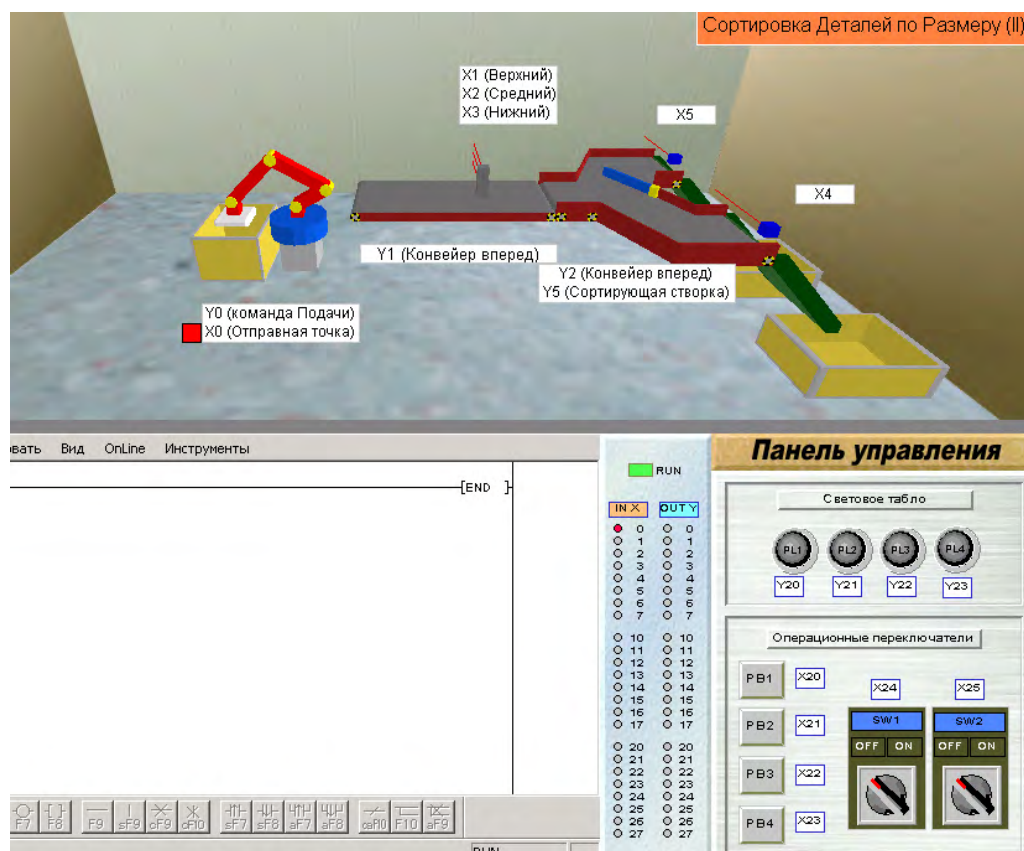 Сортировка Деталей по Размеру (II)
X1 (Верхний)
X2 (Средний)
X3 (Нижний)
X5
X4
Y1 (Конвейер вперед)
Y2 (Конвейер вперед)
Y5 (Сортирующая створка)
Y0 (команда Подачи)
X0 (Отправная точка)
овать Вид OnLine Инструменты
END
RUN
IN X OUT Y
0 0
1 1
2 2
3 3
4 4
5 5
6 6
7 7
10 10
11 11
12 12
13 13
14 14
15 15
16 16
17 17
20 20
21 21
22 22
23 23
24 24
25 25
26 26
27 27
Панель управления
Световое табло
PL1 PL2 PL3 PL4
Y20 Y21 Y22 Y23
Операционные переключатели
PB1 X20
PB2 X21
PB3 X22
PB4 X23
X24 X25
SW1 SW2
OFF ON OFF ON
F7 F8 F9 sF9 cF9 cF10 sF7 sF8 aF7 aF8 caF10 F10 aF9
RUN